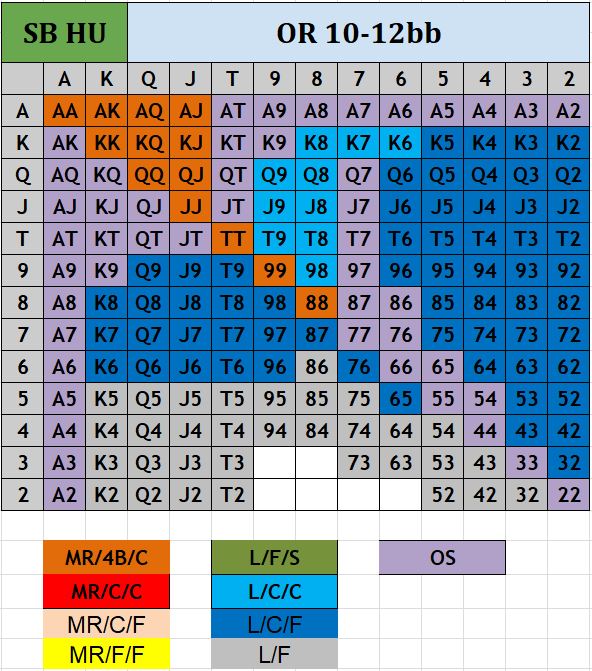 SB HU OR 10-12bb
A K Q J T 9 8 7 6 5 4 3 2
A AA AK AQ AJ AT A9 A8 A7 A6 A5 A4 A3 A2
K AK KK KQ KJ KT K9 K8 K7 K6 K5 K4 K3 K2
Q AQ KQ QQ QJ QT Q9 Q8 Q7 Q6 Q5 Q4 Q3 Q2
J AJ KJ QJ JJ JT J9 J8 J7 J6 J5 J4 J3 J2
T AT KT QT JT TT T9 T8 T7 T6 T5 T4 T3 T2
9 A9 K9 Q9 J9 T9 99 98 97 96 95 94 93 92
8 A8 K8 Q8 J8 T8 98 88 87 86 85 84 83 82
7 A7 K7 Q7 J7 T7 97 87 77 76 75 74 73 72
6 A6 K6 Q6 J6 T6 96 86 76 66 65 64 63 62
5 A5 K5 Q5 J5 T5 95 85 75 65 55 54 53 52
4 A4 K4 Q4 J4 T4 94 84 74 64 54 44 43 42
3 A3 K3 Q3 J3 T3 73 63 53 43 33 32
2 A2 K2 Q2 J2 T2 52 42 32 22
MR/4B/C L/F/S OS
MR/C/C L/C/C
MR/C/F L/C/F
MR/F/F L/F